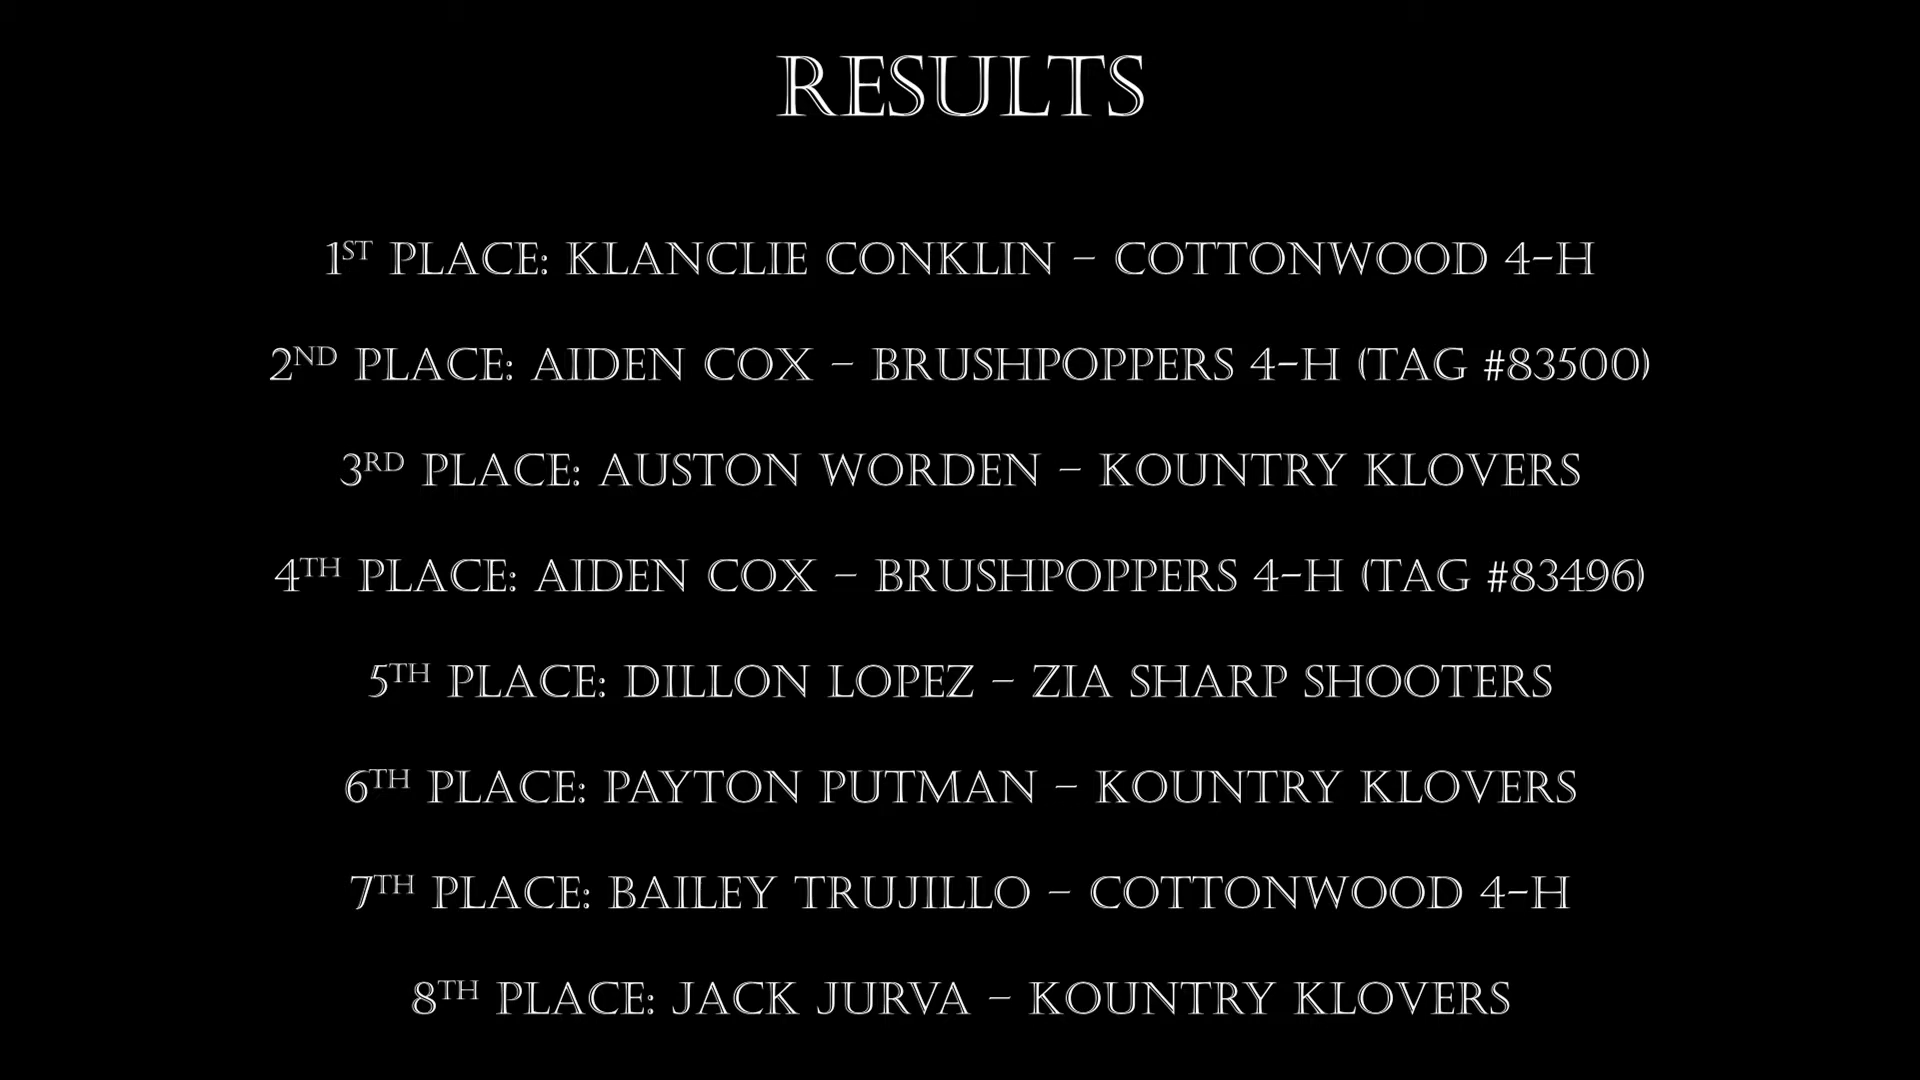 RESULTS
1ST PLACE: KLANCLIE CONKLIN – COTTONWOOD 4-H
2ND PLACE: AIDEN COX – BRUSHPOPPERS 4-H (TAG #83500)
3RD PLACE: AUSTON WORDEN – KOUNTRY KLOVERS
4TH PLACE: AIDEN COX – BRUSHPOPPERS 4-H (TAG #83496)
5TH PLACE: DILLON LOPEZ – ZIA SHARP SHOOTERS
6TH PLACE: PAYTON PUTMAN – KOUNTRY KLOVERS
7TH PLACE: BAILEY TRUJILLO – COTTONWOOD 4-H
8TH PLACE: JACK JURVA – KOUNTRY KLOVERS